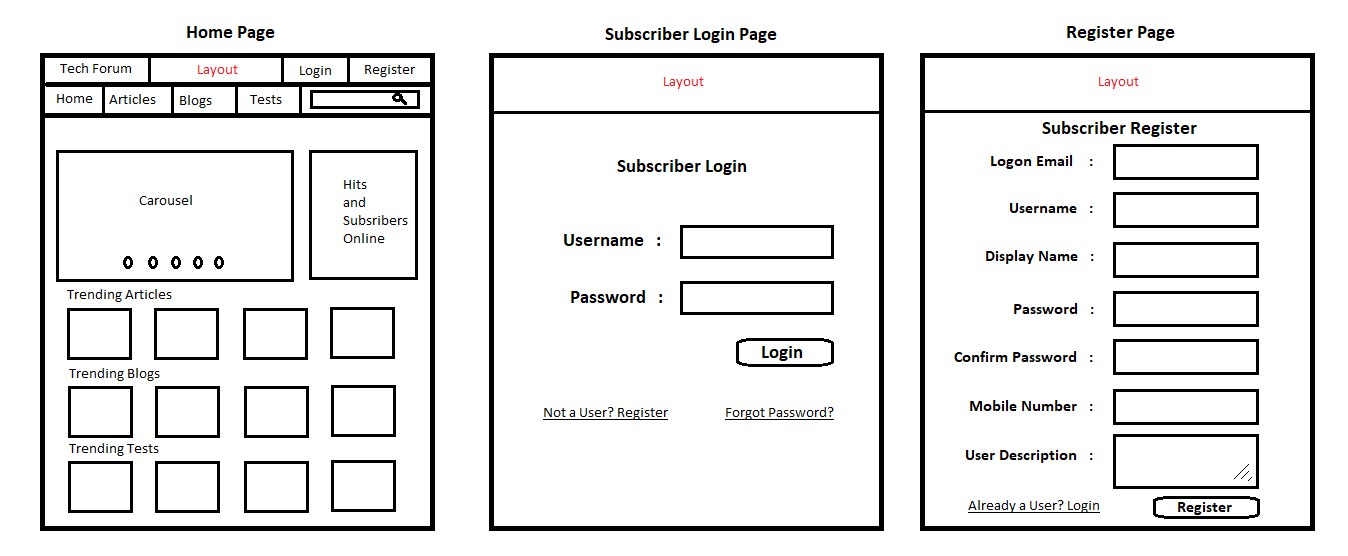 Home Page
Tech Forum
Layout
Login
Register
Home
Articles
Blogs
Tests
Carousel
Hits
and
Subsribers
Online
Trending Articles
Trending Blogs
Trending Tests
Subscriber Login Page
Layout
Subscriber Login
Username :
Password :
Login
Not a User? Register
Forgot Password?
Register Page
Layout
Subscriber Register
Logon Email :
Username :
Display Name :
Password :
Confirm Password :
Mobile Number :
User Description :
Already a User? Login
Register